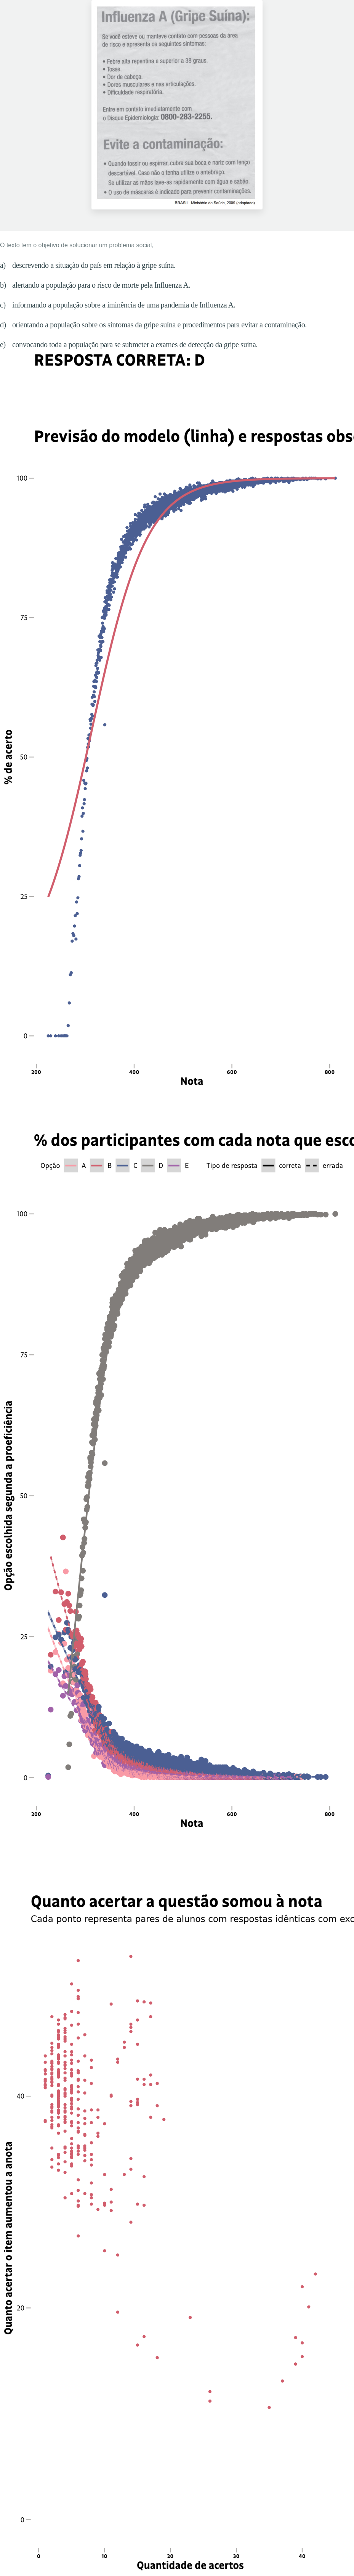 Influenza A (Gripe Suína):
Se você esteve ou manteve contato com pessoas da área
de risco e apresenta os seguintes sintomas:
• Febre alta repentina e superior a 38 graus.
• Tosse.
• Dor de cabeça.
• Dores musculares e nas articulações.
• Dificuldade respiratória.
Entre em contato imediatamente com
o Disque Epidemiologia: 0800-283-2255.
Evite a contaminação:
• Quando tossir ou espirrar, cubra sua boca e nariz com lenço
descartável. Caso não o tenha utilize o antebraço.
Se utilizar as mãos lave-as rapidamente com água e sabão.
• O uso de máscaras é indicado para prevenir contaminações.
BRASIL. Ministério da Saúde, 2009 (adaptado).
O texto tem o objetivo de solucionar um problema social,
a) descrevendo a situação do país em relação à gripe suína.
b) alertando a população para o risco de morte pela Influenza A.
c) informando a população sobre a iminência de uma pandemia de Influenza A.
d) orientando a população sobre os sintomas da gripe suína e procedimentos para evitar a contaminação.
e) convocando toda a população para se submeter a exames de detecção da gripe suína.
RESPOSTA CORRETA: D
Previsão do modelo (linha) e respostas obs
100
75
50
25
0
% de acerto
200 400 600 800
Nota
% dos participantes com cada nota que esco
Opção A B C D E Tipo de resposta correta errada
100
75
50
25
0
Opção escolhida segunda a proeficiência
200 400 600 800
Nota
Quanto acertar a questão somou à nota
Cada ponto representa pares de alunos com respostas idênticas com exc
40
20
0
Quanto acertar o item aumentou a anota
0 10 20 30 40
Quantidade de acertos